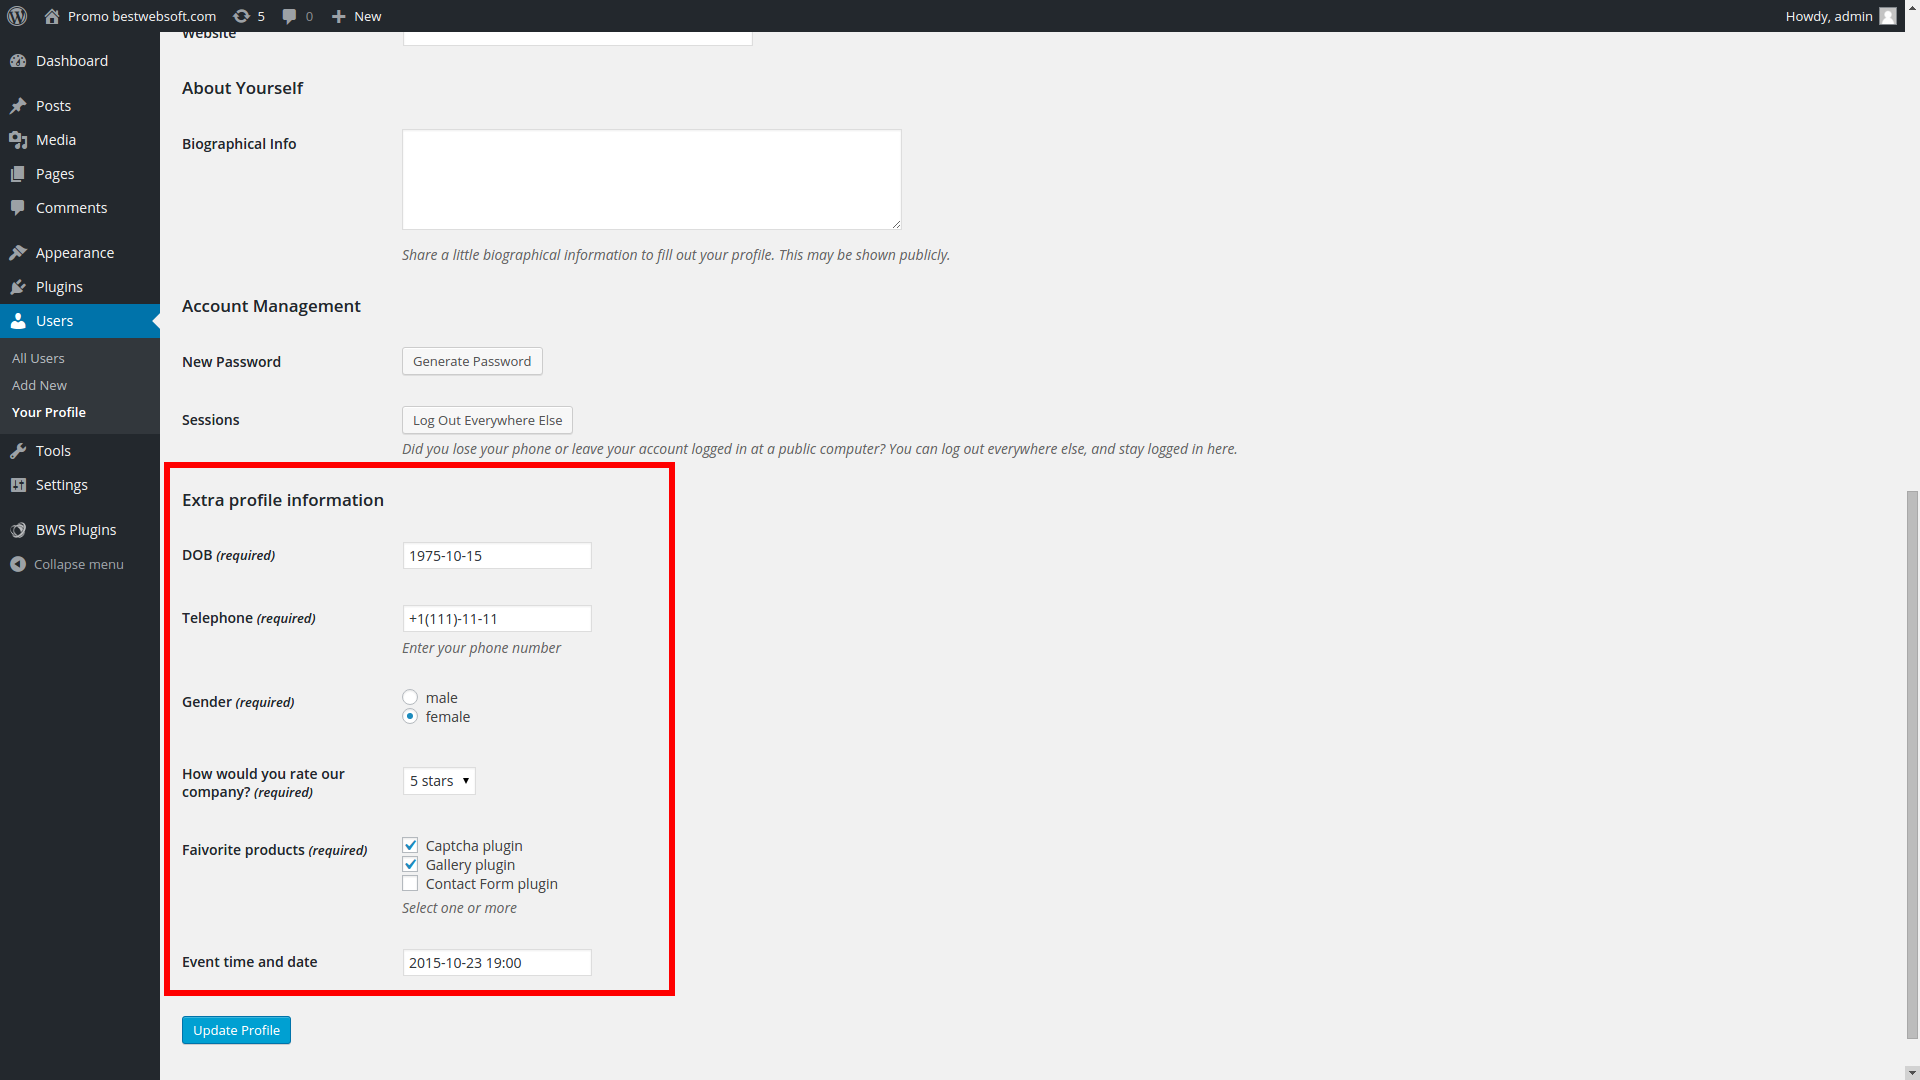 Promo bestwebsoft.com 5 0 New Howdy, admin
Dashboard
Posts
Media
Pages
Comments
Appearance
Plugins
Users
All Users
Add New
Your Profile
Tools
Settings
BWS Plugins
Collapse menu
Website
About Yourself
Biographical Info
Share a little biographical information to fill out your profile. This may be shown publicly.
Account Management
New Password Generate Password
Sessions Log Out Everywhere Else
Did you lose your phone or leave your account logged in at a public computer? You can log out everywhere else, and stay logged in here.
Extra profile information
DOB (required) 1975-10-15
Telephone (required) +1(111)-11-11
Enter your phone number
Gender (required) male
female
How would you rate our
company? (required) 5 stars
Faivorite products (required) Captcha plugin
Gallery plugin
Contact Form plugin
Select one or more
Event time and date 2015-10-23 19:00
Update Profile